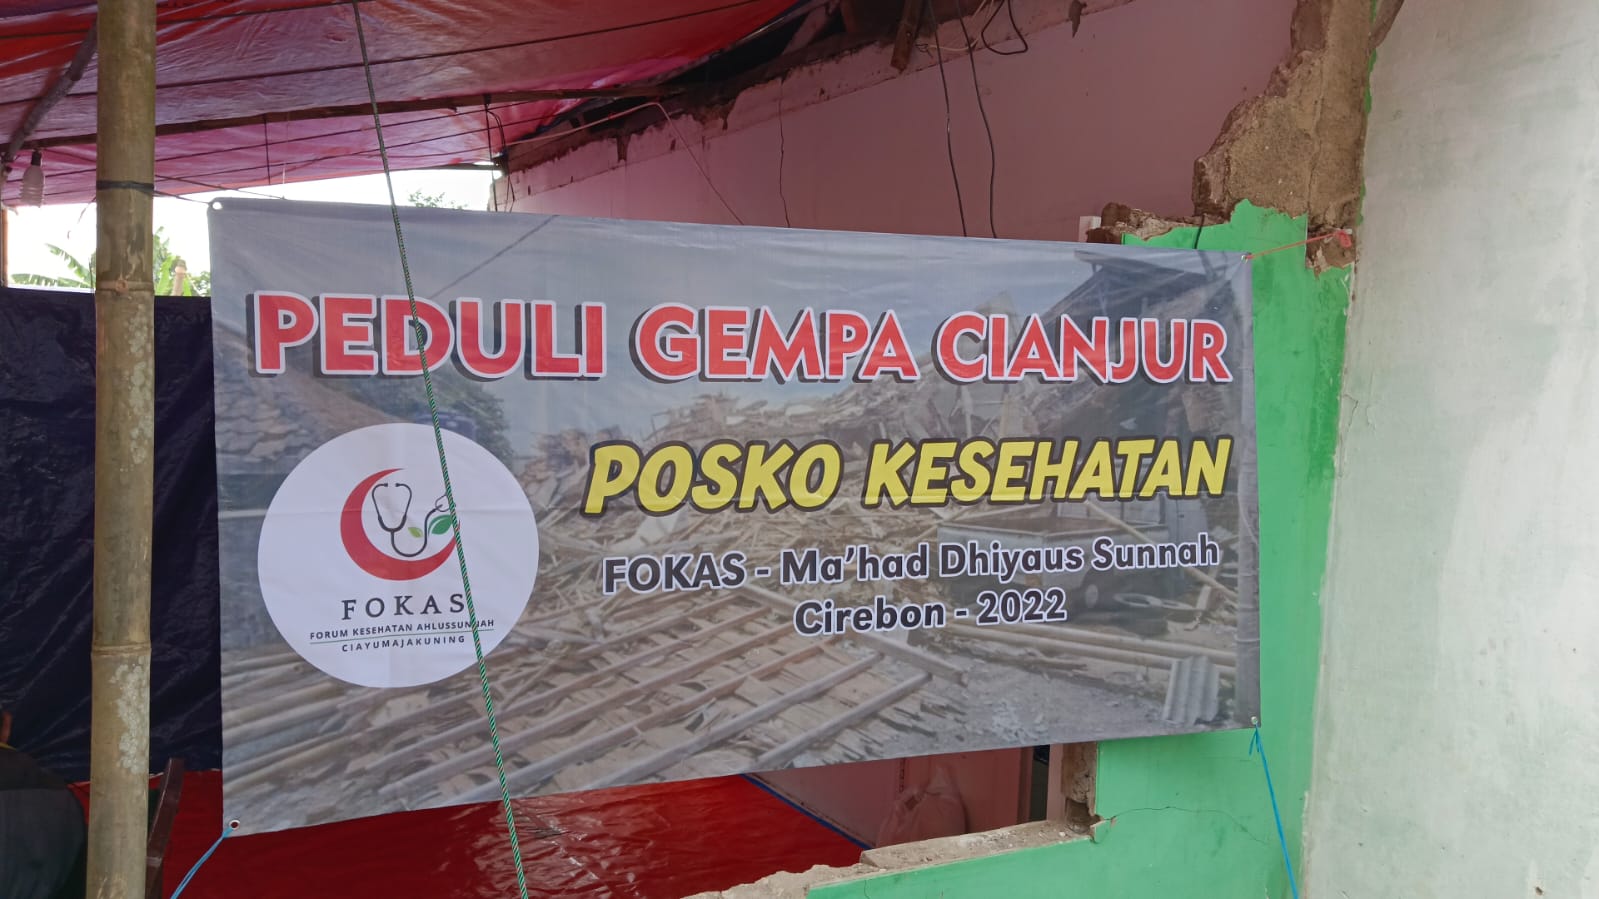 PEDULI GEMPA CIANJUR
POSKO KESEHATAN
FOKAS - Ma'had Dhiyaus Sunnah
Cirebon - 2022
FOKAS
FORUM KESEHATAN AHLUSSUNNAH
CIAYUMAJAKUNING